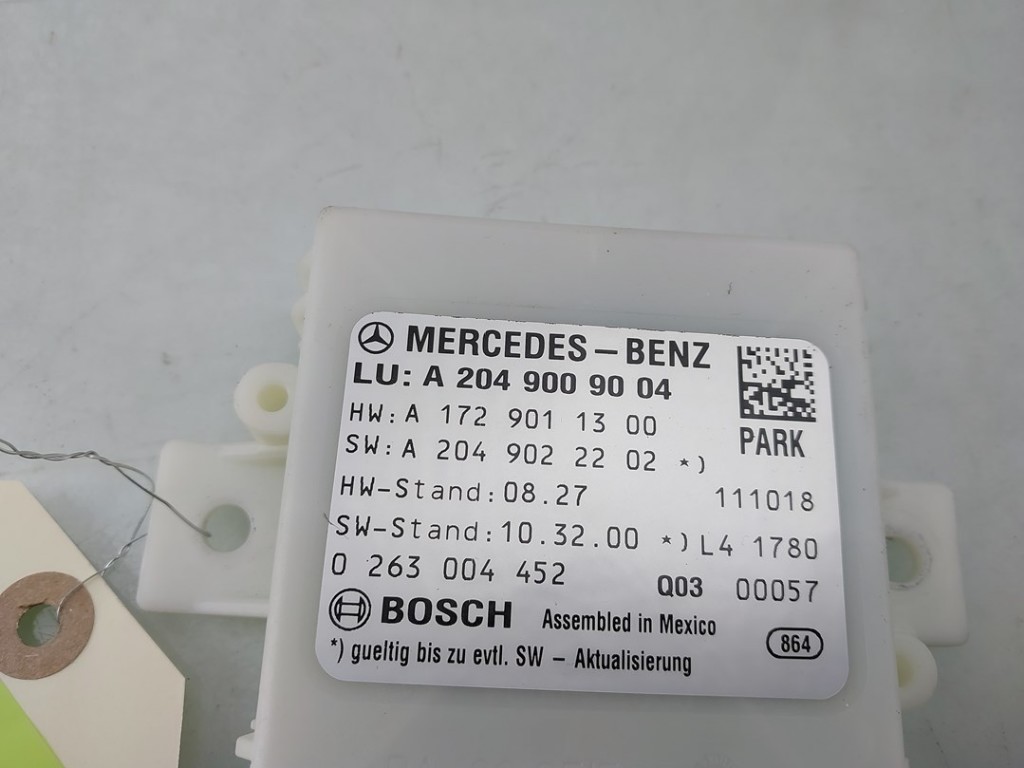 MERCEDES-BENZ
LU: A 204 900 90 04
HW: A 172 901 13 00
PARK
SW: A 204 902 22 02 *)
HW-Stand: 08.27 111018
SW-Stand: 10.32.00 *) L4 1780
0 263 004 452 Q03 00057
BOSCH Assembled in Mexico 864
*) gueltig bis zu evtl. SW - Aktualisierung